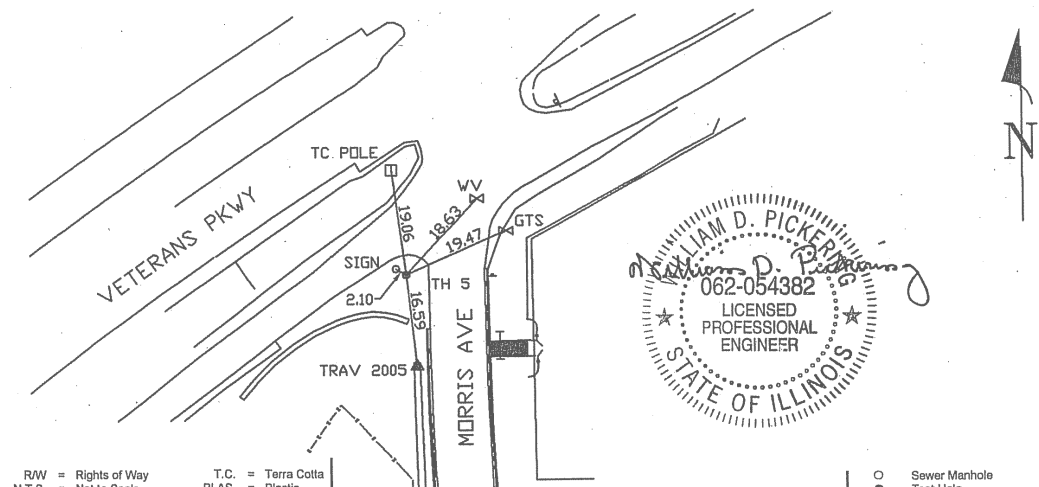 TC. POLE
WV
GTS
N
VETERANS PKWY
19.06
18.63
19.47
SIGN
TH 5
2.10
16.59
TRAV 2005
MORRIS AVE
WILLIAM D. PICKERING
William D. Pickering
062-054382
LICENSED
PROFESSIONAL
ENGINEER
STATE OF ILLINOIS
R/W = Rights of Way
T.C. = Terra Cotta
Sewer Manhole